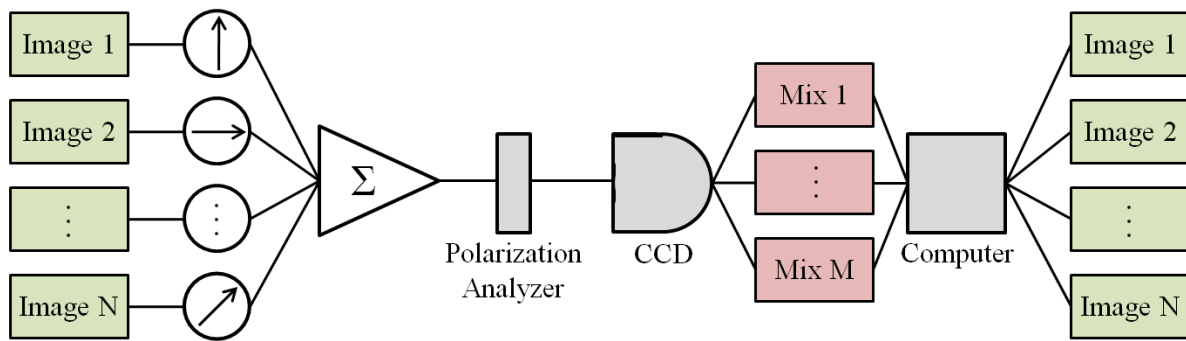 Image 1
Image 2
⋮
Image N
⋮
Σ
Polarization
Analyzer
CCD
Mix 1
⋮
Mix M
Computer
Image 1
Image 2
⋮
Image N